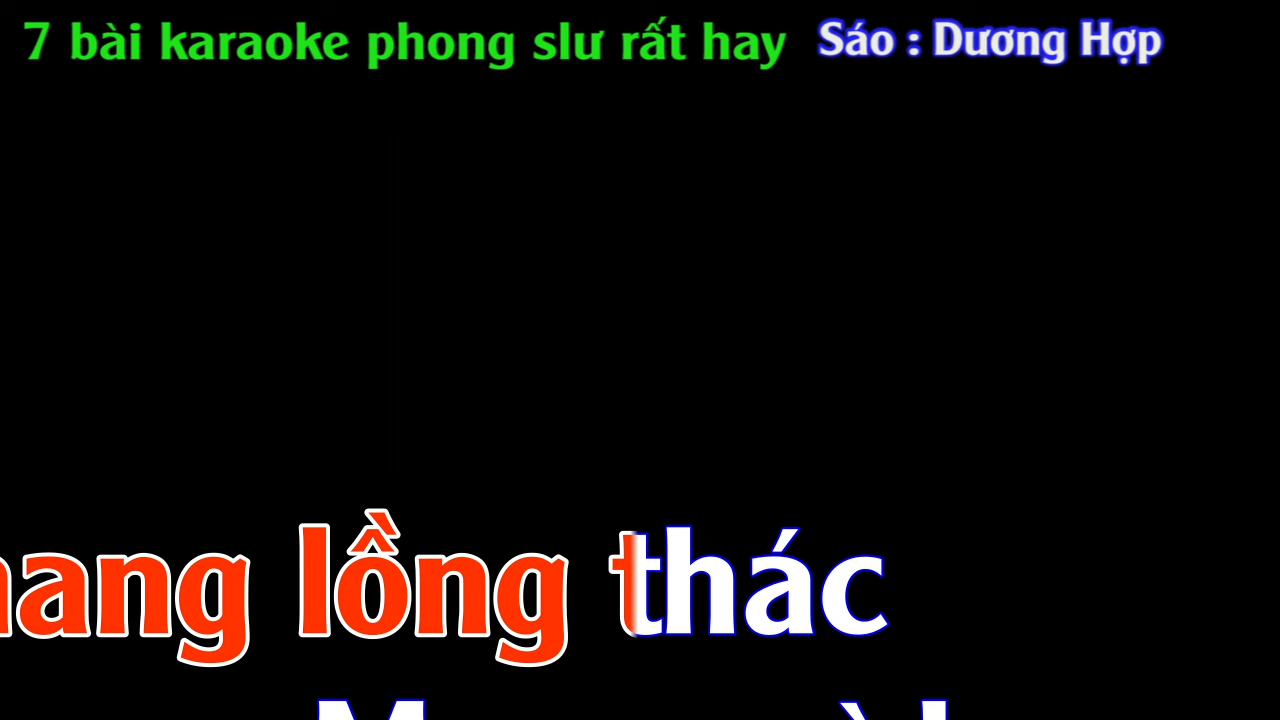 7 bài karaoke phong slư rất hay Sáo : Dương Hợp
lồng thác